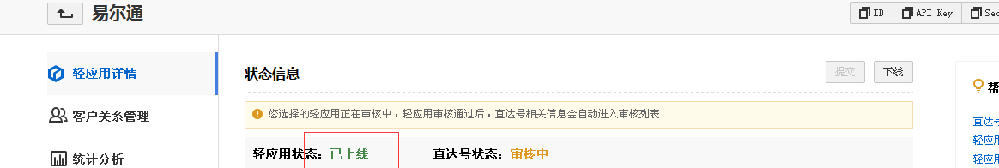 易尔通
ID API Key Sec
轻应用详情
客户关系管理
统计分析
状态信息
提交 下线
您选择的轻应用正在审核中，轻应用审核通过后，直达号相关信息会自动进入审核列表
轻应用状态：已上线 直达号状态：审核中
帮
直达号
轻应用
轻应用